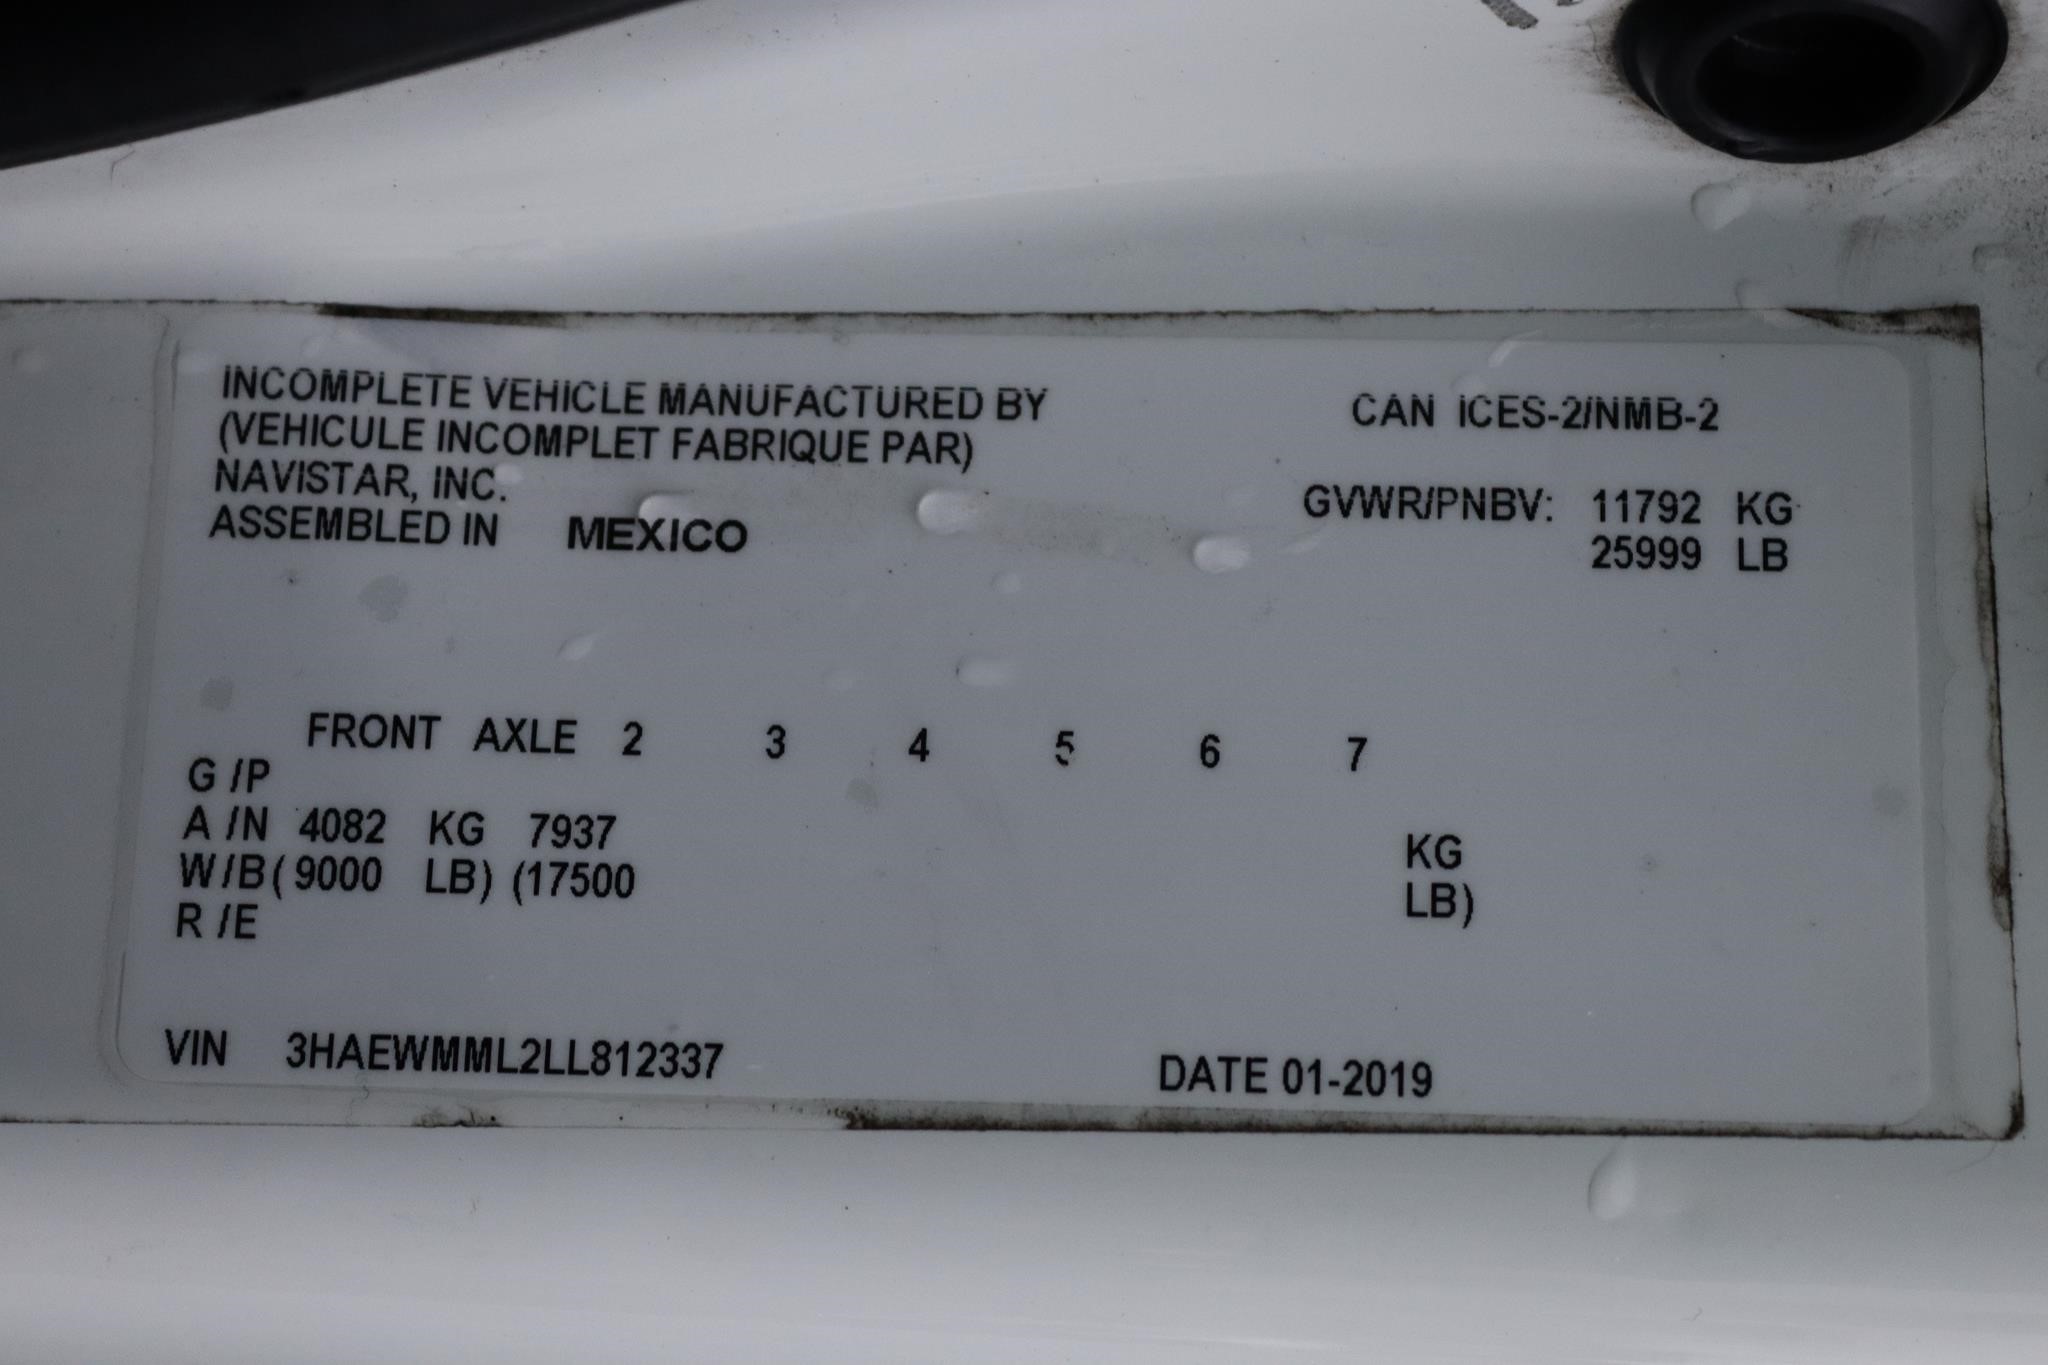 INCOMPLETE VEHICLE MANUFACTURED BY
(VEHICULE INCOMPLET FABRIQUE PAR)
NAVISTAR, INC.
ASSEMBLED IN MEXICO
CAN ICES-2/NMB-2
GVWR/PNBV: 11792 KG
25999 LB
FRONT AXLE 2 3 4 5 6 7
G /P
A /N 4082 KG 7937 KG
W/B ( 9000 LB) (17500 LB)
R /E
VIN 3HAEWMML2LL812337
DATE 01-2019